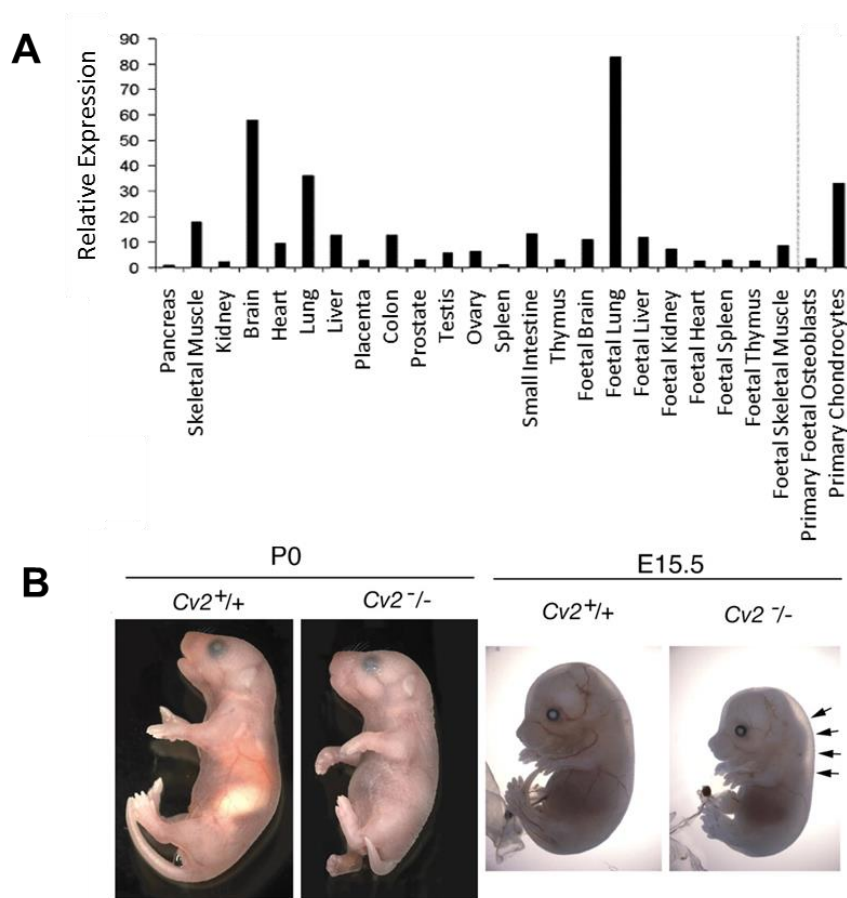 A
Relative Expression
90
80
70
60
50
40
30
20
10
0
Pancreas
Skeletal Muscle
Kidney
Brain
Heart
Lung
Liver
Placenta
Colon
Prostate
Testis
Ovary
Spleen
Small Intestine
Thymus
Foetal Brain
Foetal Lung
Foetal Liver
Foetal Kidney
Foetal Heart
Foetal Spleen
Foetal Thymus
Foetal Skeletal Muscle
Primary Foetal Osteoblasts
Primary Chondrocytes
B
P0 E15.5
Cv2+/+ Cv2-/- Cv2+/+ Cv2-/-